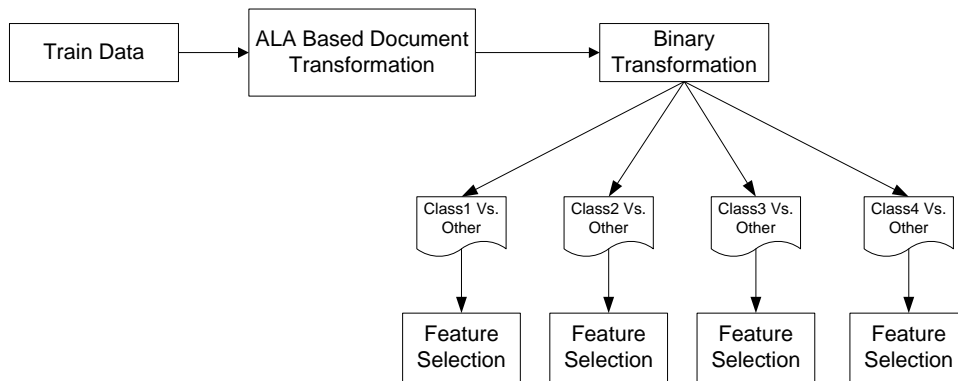 Train Data
ALA Based Document
Transformation
Binary
Transformation
Class1 Vs.
Other
Class2 Vs.
Other
Class3 Vs.
Other
Class4 Vs.
Other
Feature
Selection
Feature
Selection
Feature
Selection
Feature
Selection